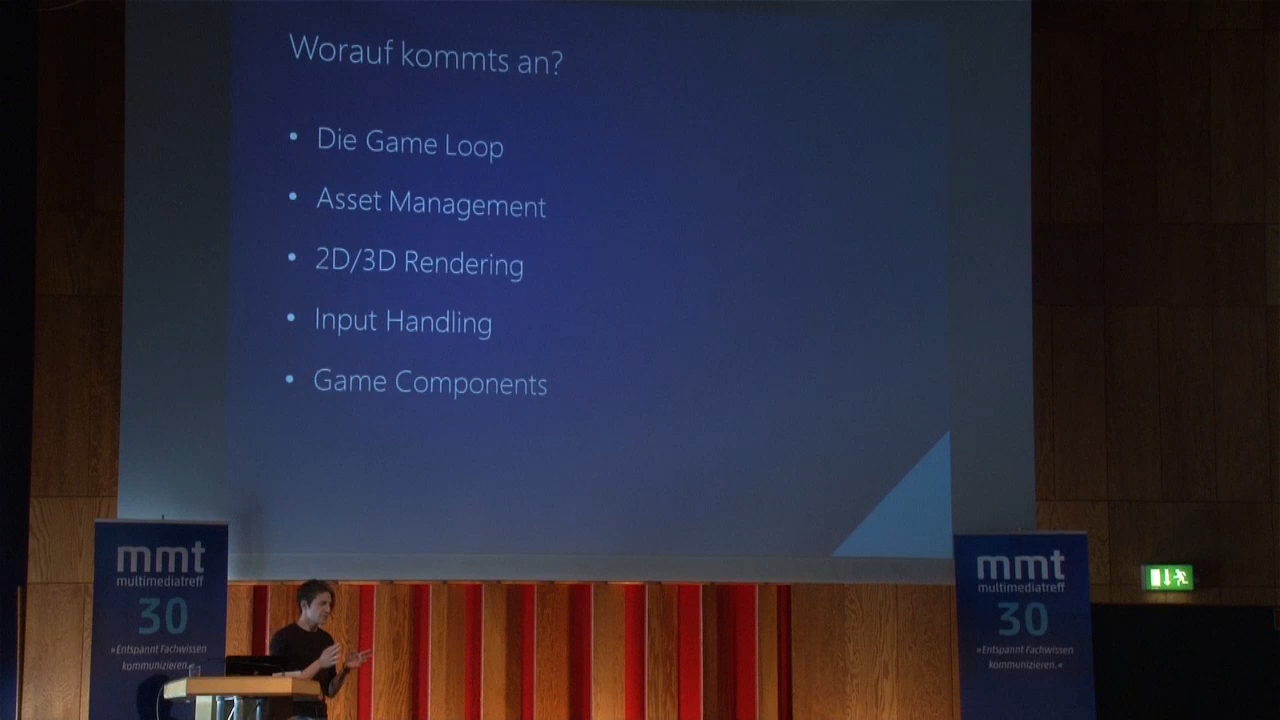 Worauf kommts an?
• Die Game Loop
• Asset Management
• 2D/3D Rendering
• Input Handling
• Game Components
mmt
multimediatreff
30
»Entspannt Fachwissen
kommunizieren.«
mmt
multimediatreff
30
»Entspannt Fachwissen
kommunizieren.«